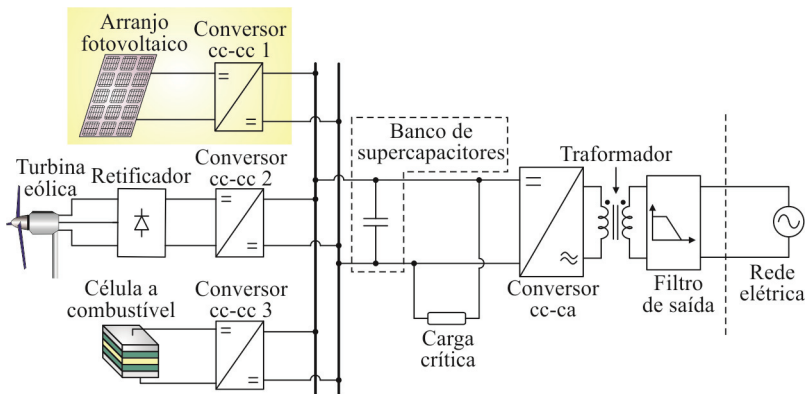 Arranjo
fotovoltaico
Conversor
cc-cc 1
Turbina
eólica
Retificador
Conversor
cc-cc 2
Célula a
combustível
Conversor
cc-cc 3
Banco de
supercapacitores
Carga
crítica
Conversor
cc-ca
Traformador
Filtro
de saída
Rede
elétrica